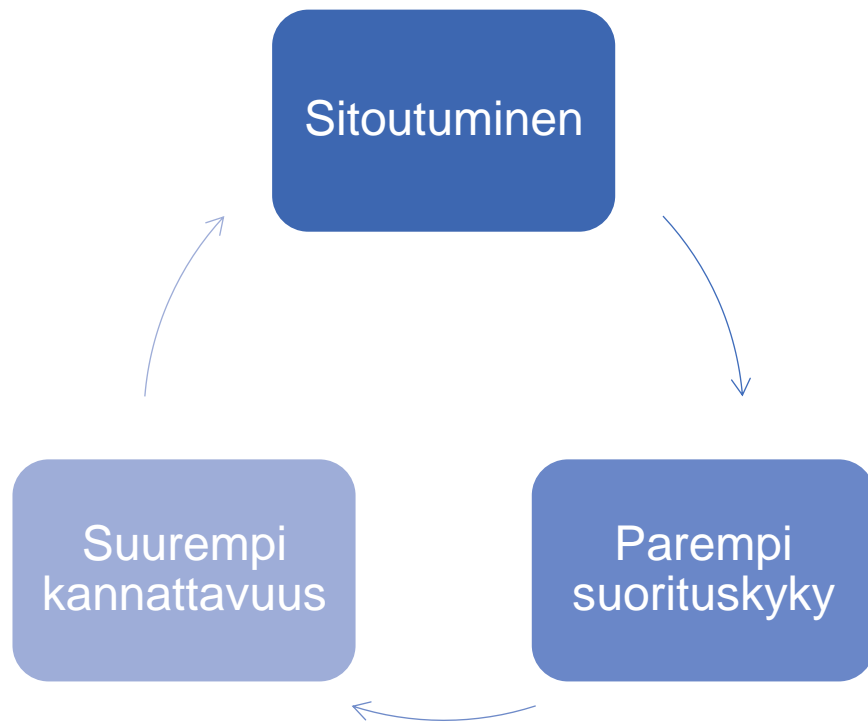 Sitoutuminen
Parempi
suorituskyky
Suurempi
kannattavuus